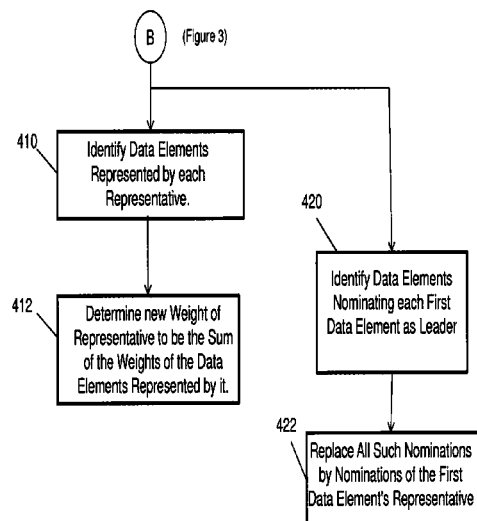 B (Figure 3)
410
Identify Data Elements
Represented by each
Representative.
412
Determine new Weight of
Representative to be the Sum
of the Weights of the Data
Elements Represented by it.
420
Identify Data Elements
Nominating each First
Data Element as Leader
422
Replace All Such Nominations
by Nominations of the First
Data Element's Representative